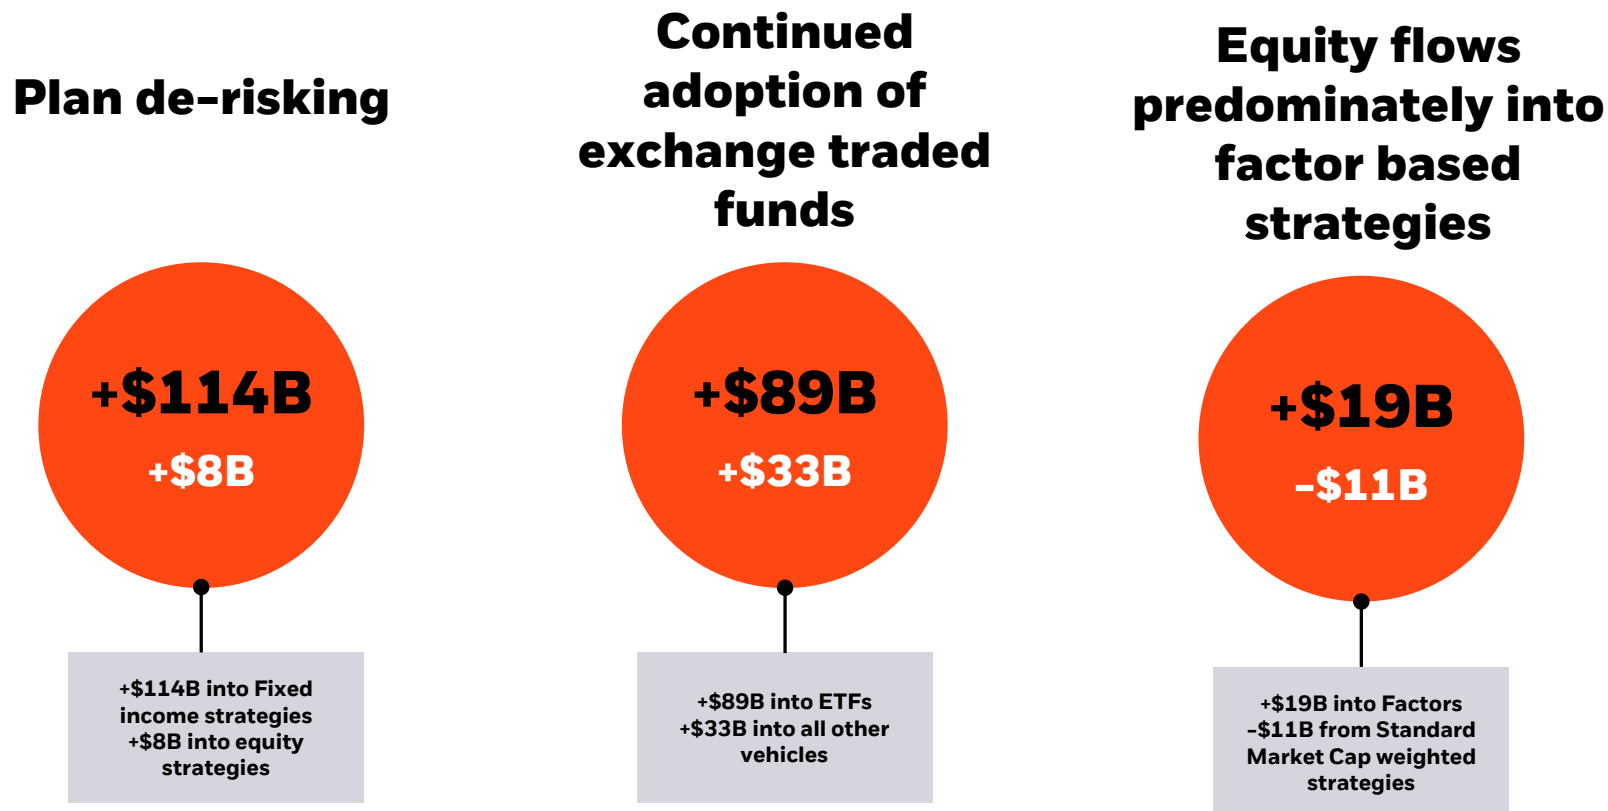 Plan de-risking
+$114B
+$8B
+$114B into Fixed
income strategies
+$8B into equity
strategies
Continued
adoption of
exchange traded
funds
+$89B
+$33B
+$89B into ETFs
+$33B into all other
vehicles
Equity flows
predominately into
factor based
strategies
+$19B
-$11B
+$19B into Factors
-$11B from Standard
Market Cap weighted
strategies